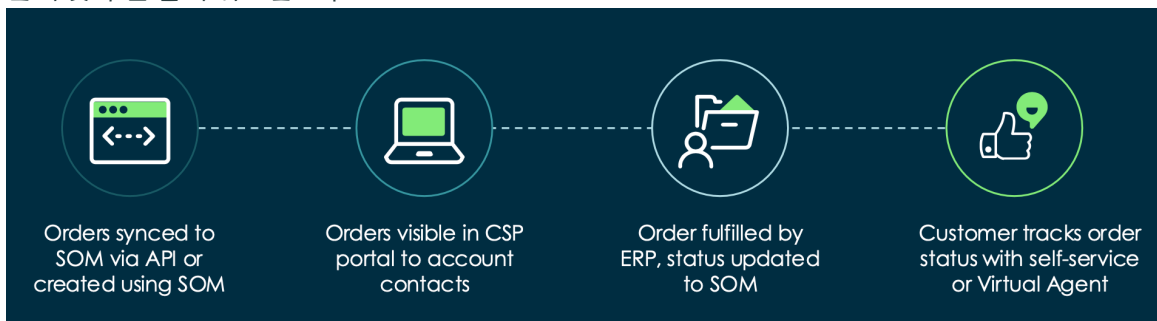 Orders synced to
SOM via API or
created using SOM
Orders visible in CSP
portal to account
contacts
Order fulfilled by
ERP, status updated
to SOM
Customer tracks order
status with self-service
or Virtual Agent